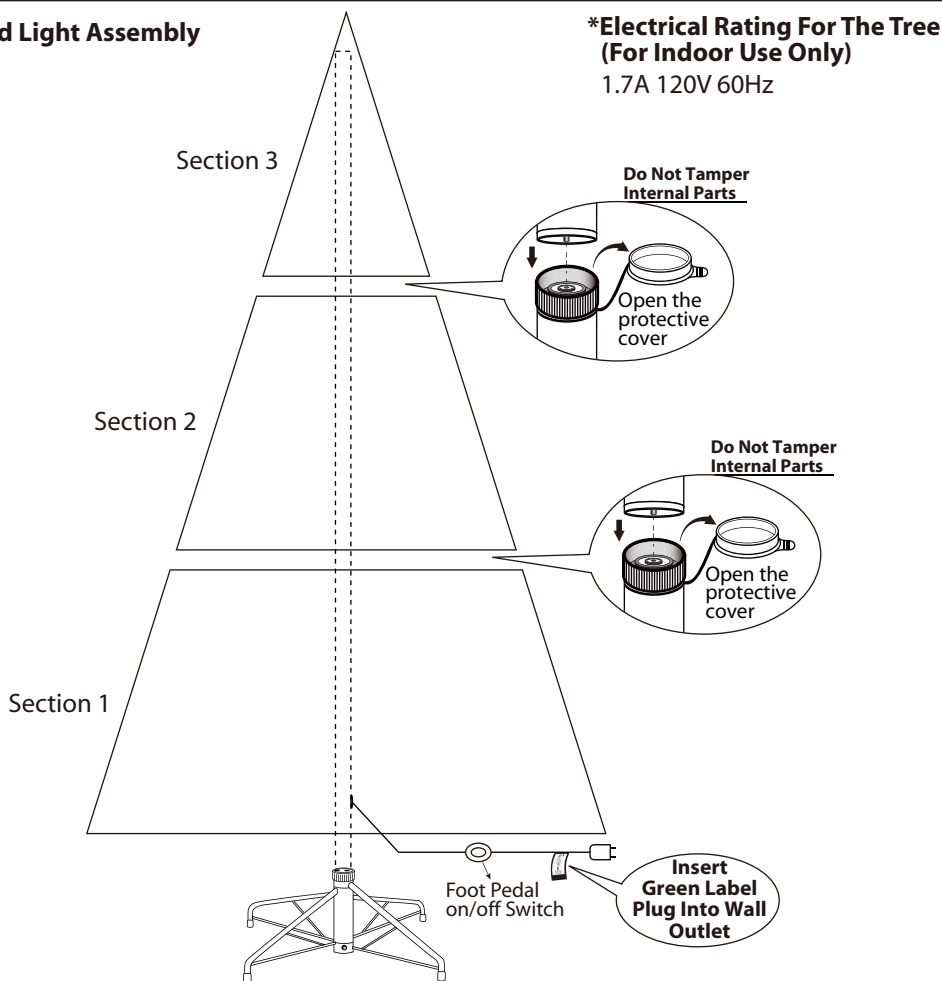 d Light Assembly
*Electrical Rating For The Tree
(For Indoor Use Only)
1.7A 120V 60Hz
Section 3
Do Not Tamper
Internal Parts
Open the
protective
cover
Section 2
Do Not Tamper
Internal Parts
Open the
protective
cover
Section 1
Foot Pedal
on/off Switch
Insert
Green Label
Plug Into Wall
Outlet